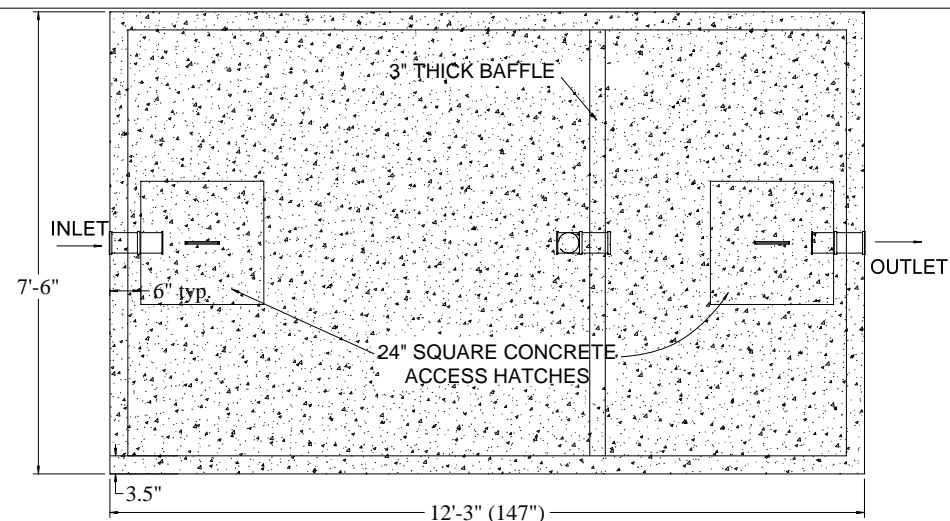 3" THICK BAFFLE
INLET
OUTLET
7'-6"
6" typ.
24" SQUARE CONCRETE
ACCESS HATCHES
3.5"
12'-3" (147")